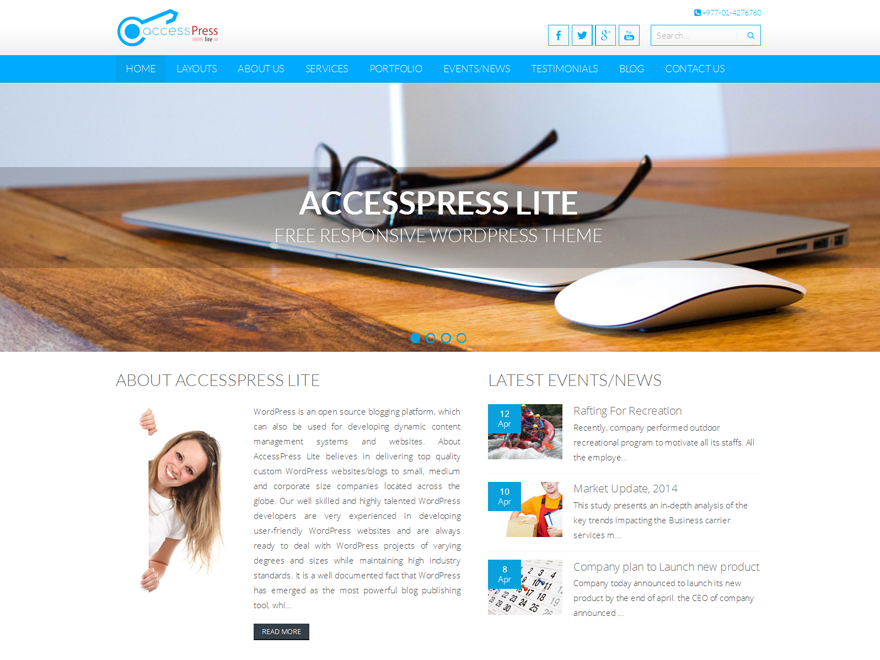 +977-01-4276760
accessPress
lite
Search...
HOME LAYOUTS ABOUT US SERVICES PORTFOLIO EVENTS/NEWS TESTIMONIALS BLOG CONTACT US
ACCESSPRESS LITE
FREE RESPONSIVE WORDPRESS THEME
ABOUT ACCESSPRESS LITE
WordPress is an open source blogging platform, which
can also be used for developing dynamic content
management systems and websites. About
AccessPress Lite believes in delivering top quality
custom WordPress websites/blogs to small, medium
and corporate size companies located across the
globe. Our well skilled and highly talented WordPress
developers are very experienced in developing
user-friendly WordPress websites and are always
ready to deal with WordPress projects of varying
degrees and sizes while maintaining high industry
standards. It is a well documented fact that WordPress
has emerged as the most powerful blog publishing
tool, whi...
READ MORE
LATEST EVENTS/NEWS
12
Apr
Rafting For Recreation
Recently, company performed outdoor
recreational program to motivate all its staffs. All
the employe...
10
Apr
Market Update, 2014
This study presents an in-depth analysis of the
key trends impacting the Business carrier
services m...
8
Apr
Company plan to Launch new product
Company today announced to launch its new
product by the end of april. the CEO of company
announced ...